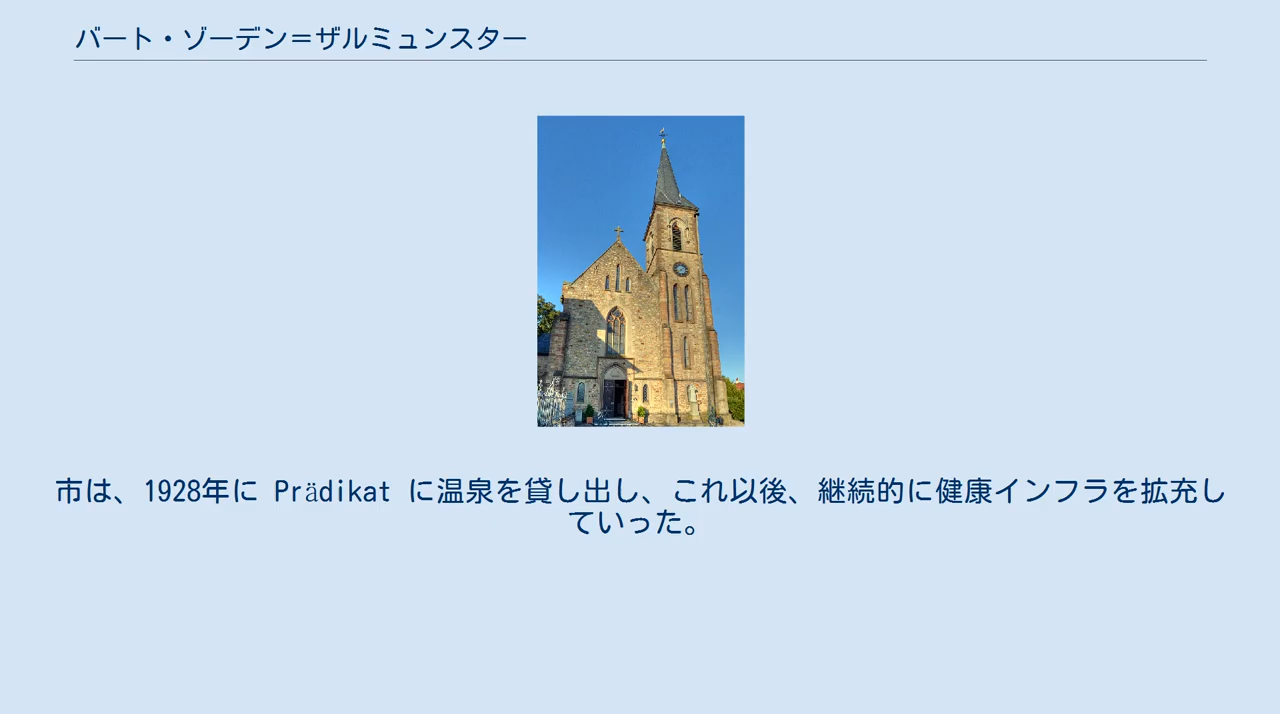 バート・ゾーデン＝ザルミュンスター
市は、1928年に Prädikat に温泉を貸し出し、これ以後、継続的に健康インフラを拡充し
ていった。